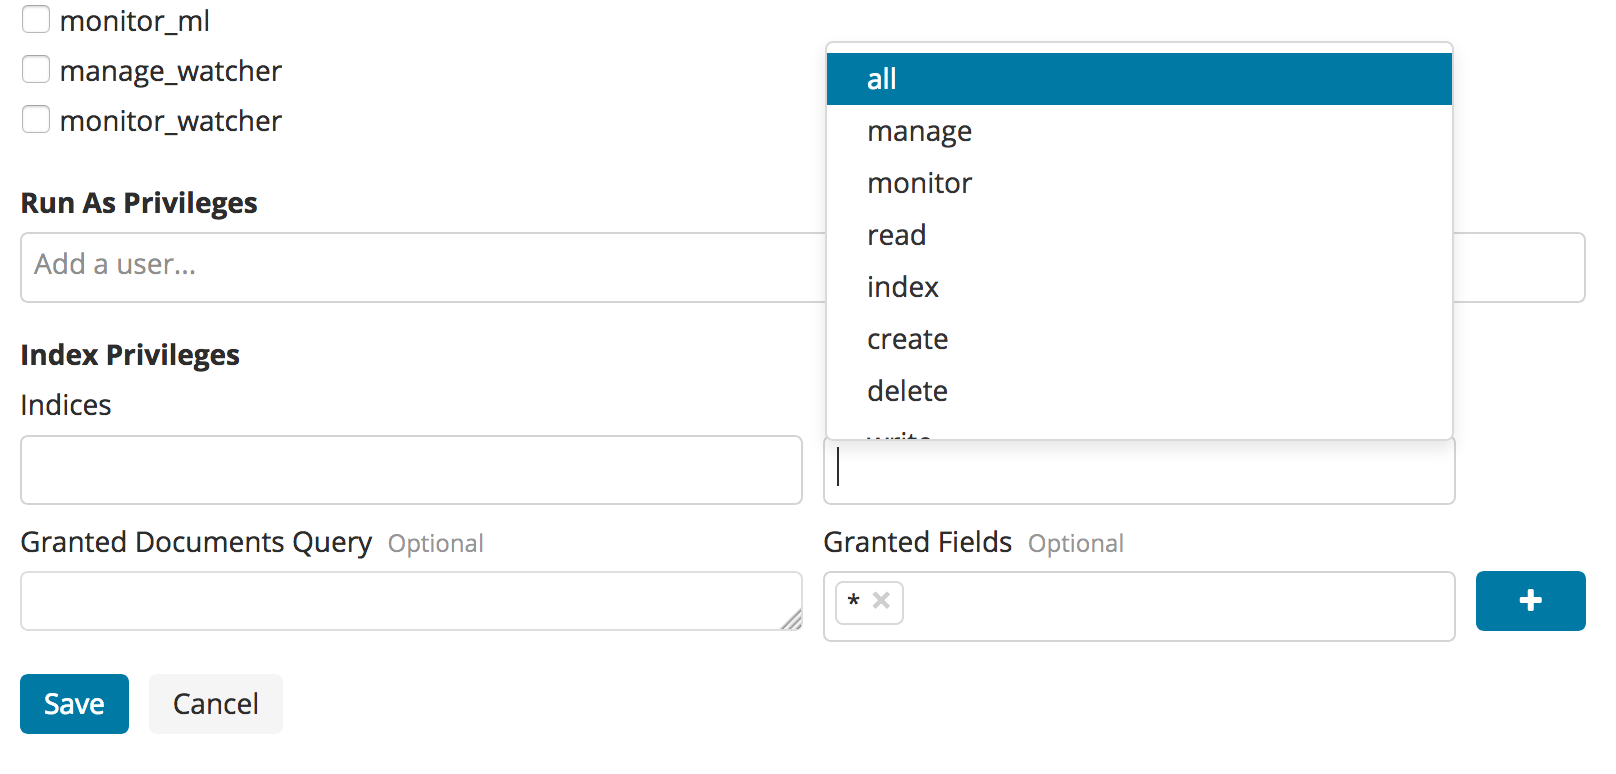 monitor_ml
manage_watcher
monitor_watcher
Run As Privileges
Add a user...
Index Privileges
Indices
all
manage
monitor
read
index
create
delete
Granted Documents Query Optional
Granted Fields Optional
*
Save
Cancel